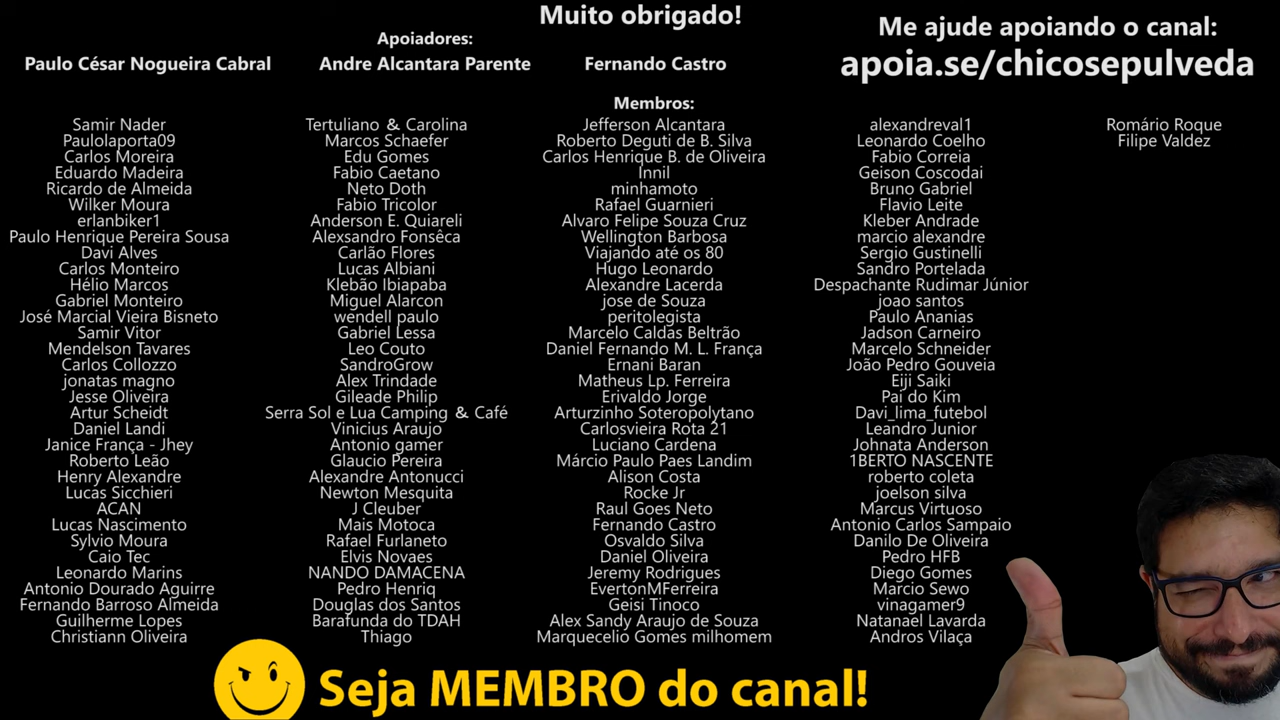 Muito obrigado!
Me ajude apoiando o canal:
apoia.se/chicosepulveda
Apoiadores:
Paulo César Nogueira Cabral
Andre Alcantara Parente
Fernando Castro
Membros:
Samir Nader
Paulolaporta09
Carlos Moreira
Eduardo Madeira
Ricardo de Almeida
Wilker Moura
erlanbiker1
Paulo Henrique Pereira Sousa
Davi Alves
Carlos Monteiro
Hélio Marcos
Gabriel Monteiro
José Marcial Vieira Bisneto
Samir Vitor
Mendelson Tavares
Carlos Collozzo
jonatas magno
Jesse Oliveira
Artur Scheidt
Daniel Landi
Janice França - Jhey
Roberto Leão
Henry Alexandre
Lucas Sicchieri
ACAN
Lucas Nascimento
Sylvio Moura
Caio Tec
Leonardo Marins
Antonio Dourado Aguirre
Fernando Barroso Almeida
Guilherme Lopes
Christiann Oliveira
Tertuliano & Carolina
Marcos Schaefer
Edu Gomes
Fabio Caetano
Neto Doth
Fabio Tricolor
Anderson E. Quiareli
Alexsandro Fonsêca
Carlão Flores
Lucas Albiani
Klebão Ibiapaba
Miguel Alarcon
wendell paulo
Gabriel Lessa
Leo Couto
SandroGrow
Alex Trindade
Gileade Philip
Serra Sol e Lua Camping & Café
Vinicius Araujo
Antonio gamer
Glaucio Pereira
Alexandre Antonucci
Newton Mesquita
J Cleuber
Mais Motoca
Rafael Furlaneto
Elvis Novaes
NANDO DAMACENA
Pedro Henriq
Douglas dos Santos
Barafunda do TDAH
Thiago
Jefferson Alcantara
Roberto Deguti de B. Silva
Carlos Henrique B. de Oliveira
Innil
minhamoto
Rafael Guarnieri
Alvaro Felipe Souza Cruz
Wellington Barbosa
Viajando até os 80
Hugo Leonardo
Alexandre Lacerda
jose de Souza
peritolegista
Marcelo Caldas Beltrão
Daniel Fernando M. L. França
Ernani Baran
Matheus Lp. Ferreira
Erivaldo Jorge
Arturzinho Soteropolytano
Carlosvieira Rota 21
Luciano Cardena
Márcio Paulo Paes Landim
Alison Costa
Rocke Jr
Raul Goes Neto
Fernando Castro
Osvaldo Silva
Daniel Oliveira
Jeremy Rodrigues
EvertonMFerreira
Geisi Tinoco
Alex Sandy Araujo de Souza
Marquecelio Gomes milhomem
alexandreval1
Leonardo Coelho
Fabio Correia
Geison Coscodai
Bruno Gabriel
Flavio Leite
Kleber Andrade
marcio alexandre
Sergio Gustinelli
Sandro Portelada
Despachante Rudimar Júnior
joao santos
Paulo Ananias
Jadson Carneiro
Marcelo Schneider
João Pedro Gouveia
Eiji Saiki
Pai do Kim
Davi_lima_futebol
Leandro Junior
Johnata Anderson
1BERTO NASCENTE
roberto coleta
joelson silva
Marcus Virtuoso
Antonio Carlos Sampaio
Danilo De Oliveira
Pedro HFB
Diego Gomes
Marcio Sewo
vinagamer9
Natanael Lavarda
Andros Vilaça
Romário Roque
Filipe Valdez
Seja MEMBRO do canal!